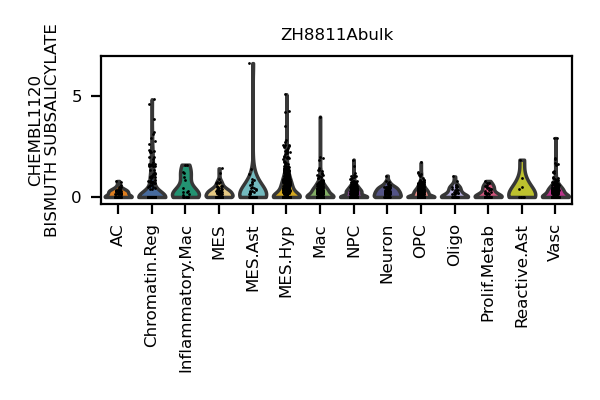 ZH8811Abulk
CHEMBL1120
BISMUTH SUBSALICYLATE
5
0
AC
Chromatin.Reg
Inflammatory.Mac
MES
MES.Ast
MES.Hyp
Mac
NPC
Neuron
OPC
Oligo
Prolif.Metab
Reactive.Ast
Vasc